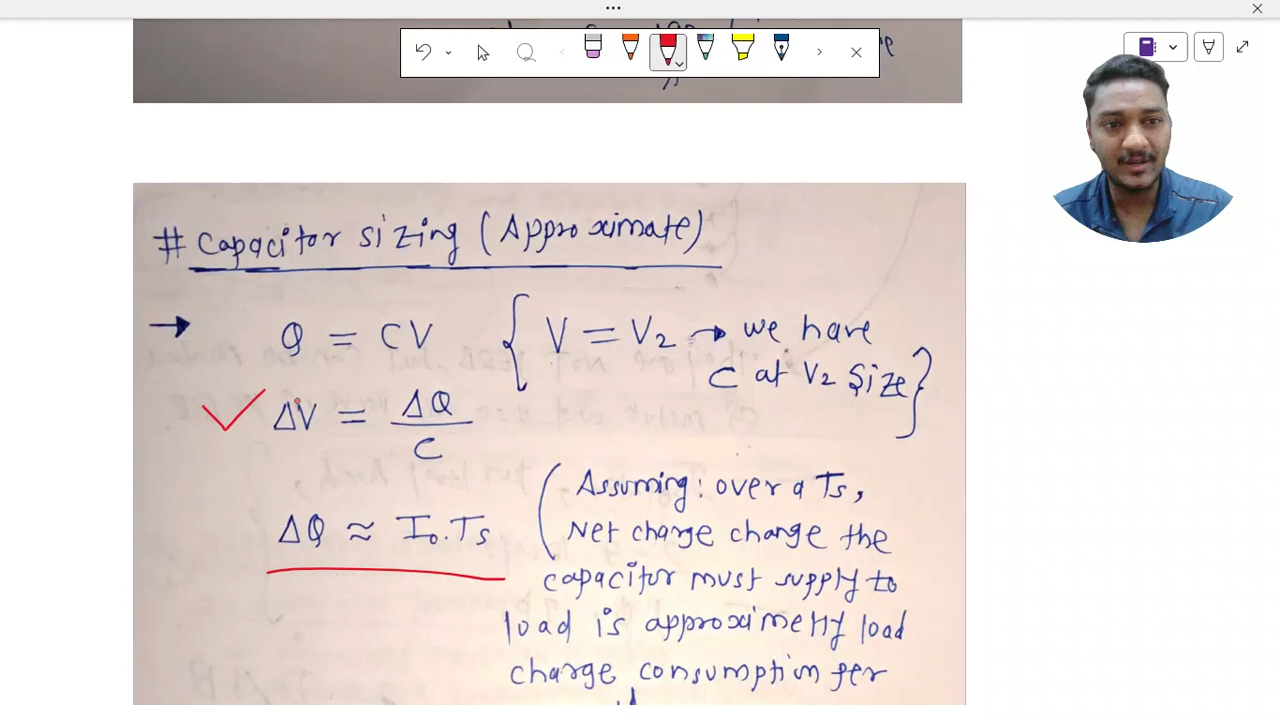 # Capacitor Sizing (Approximate)
→ Q = CV { V = V₂ → we have
C at V₂ Size }
ΔV = ΔQ / C
(Assuming: over a Ts,
ΔQ ≈ I₀.Ts Net charge change the
capacitor must supply to
load is approximetly load
charge consumption per